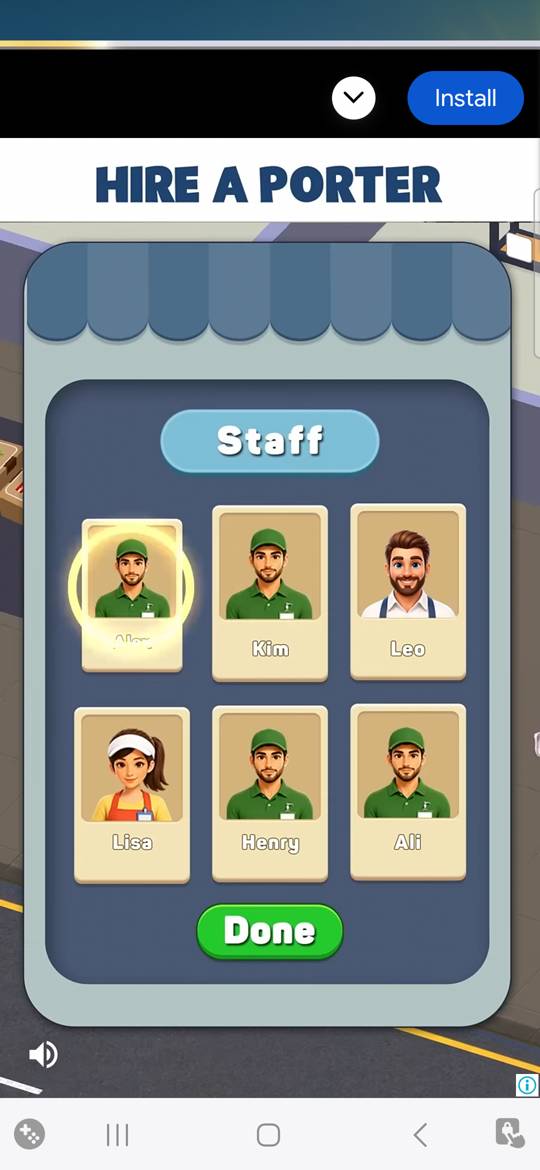 Install
HIRE A PORTER
Staff
Kim
Leo
Lisa
Henry
Ali
Done